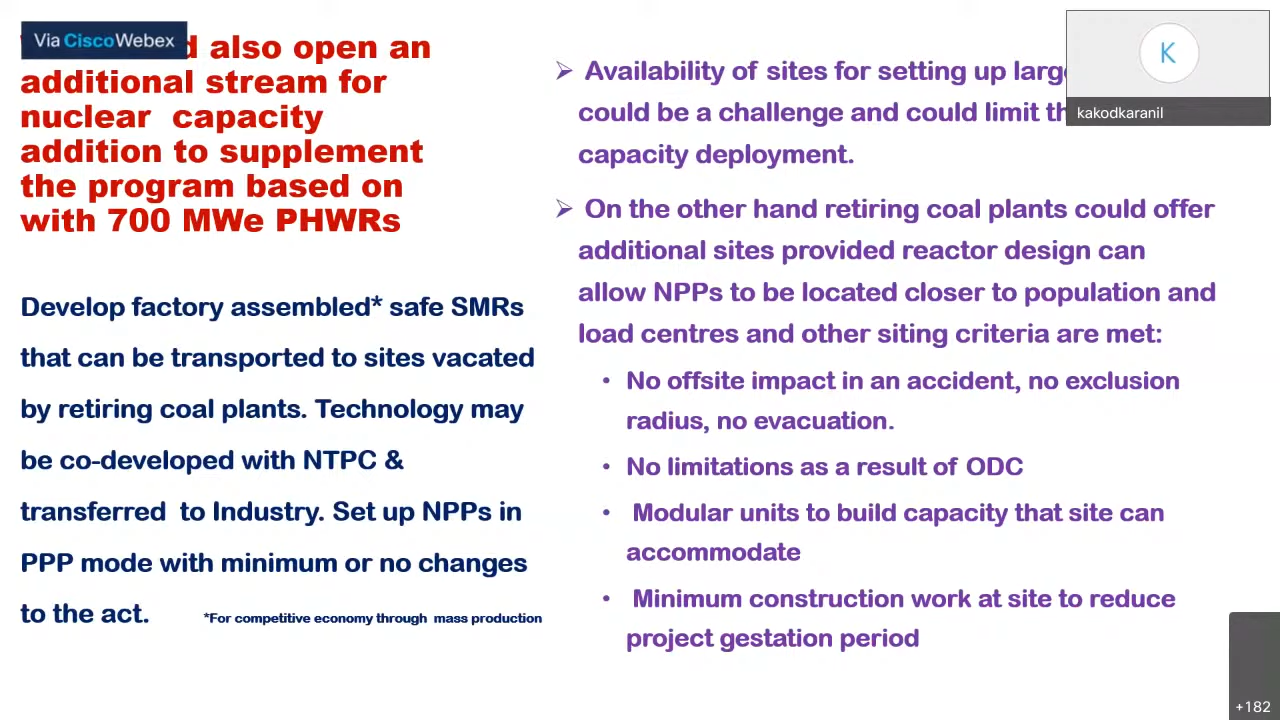 Via Cisco Webex
also open an
additional stream for
nuclear capacity
addition to supplement
the program based on
with 700 MWe PHWRs
Develop factory assembled* safe SMRs
that can be transported to sites vacated
by retiring coal plants. Technology may
be co-developed with NTPC &
transferred to Industry. Set up NPPs in
PPP mode with minimum or no changes
to the act.
*For competitive economy through mass production
➢ Availability of sites for setting up
could be a challenge and could limit
capacity deployment.
➢ On the other hand retiring coal plants could offer
additional sites provided reactor design can
allow NPPs to be located closer to population and
load centres and other siting criteria are met:
• No offsite impact in an accident, no exclusion
radius, no evacuation.
• No limitations as a result of ODC
• Modular units to build capacity that site can
accommodate
• Minimum construction work at site to reduce
project gestation period
K
kakodkaranil
+182